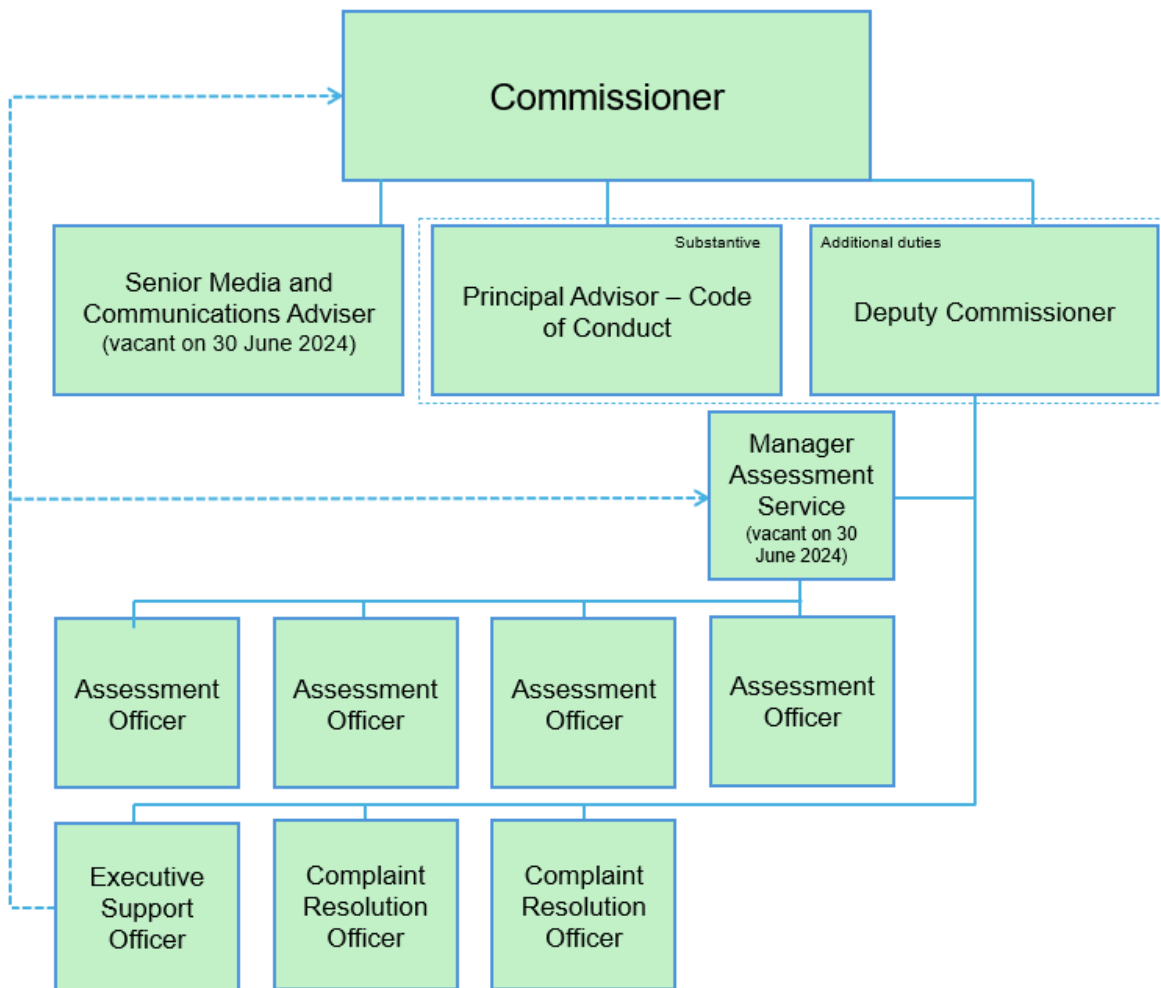 Commissioner
Senior Media and
Communications Adviser
(vacant on 30 June 2024)
Substantive
Principal Advisor – Code
of Conduct
Additional duties
Deputy Commissioner
Manager
Assessment
Service
(vacant on 30
June 2024)
Assessment
Officer
Assessment
Officer
Assessment
Officer
Assessment
Officer
Executive
Support
Officer
Complaint
Resolution
Officer
Complaint
Resolution
Officer